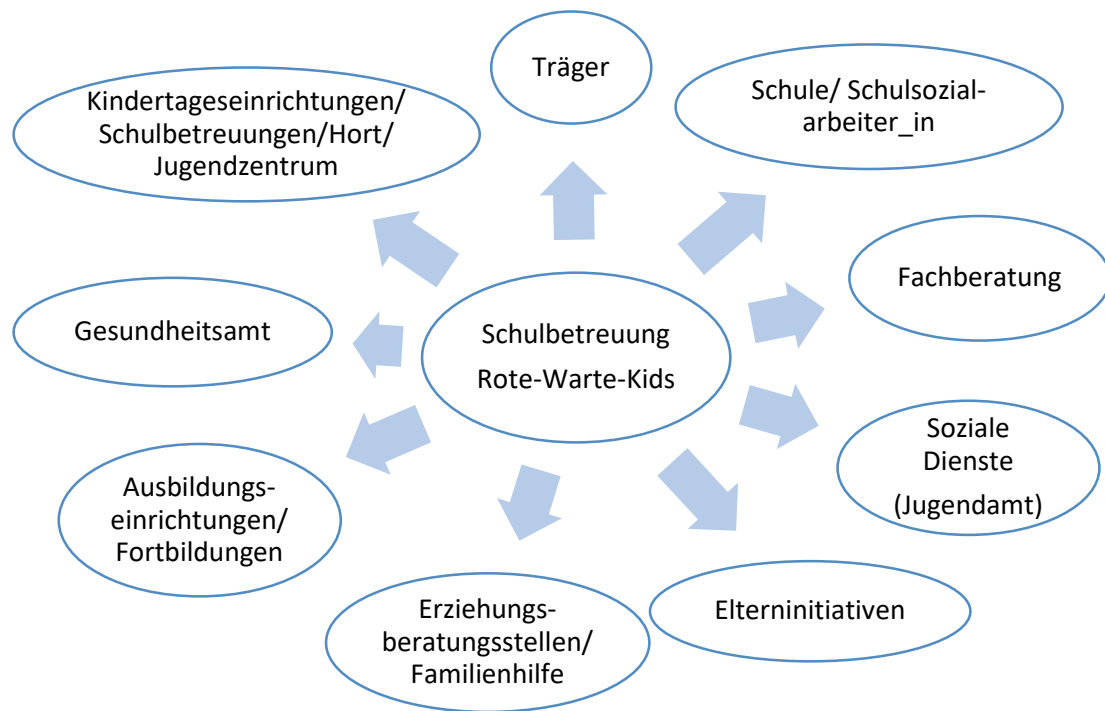 Träger
Schule/ Schulsozial-
arbeiter_in
Kindertageseinrichtungen/
Schulbetreuungen/Hort/
Jugendzentrum
Fachberatung
Gesundheitsamt
Schulbetreuung
Rote-Warte-Kids
Soziale
Dienste
(Jugendamt)
Ausbildungs-
einrichtungen/
Fortbildungen
Erziehungs-
beratungsstellen/
Familienhilfe
Elterninitiativen